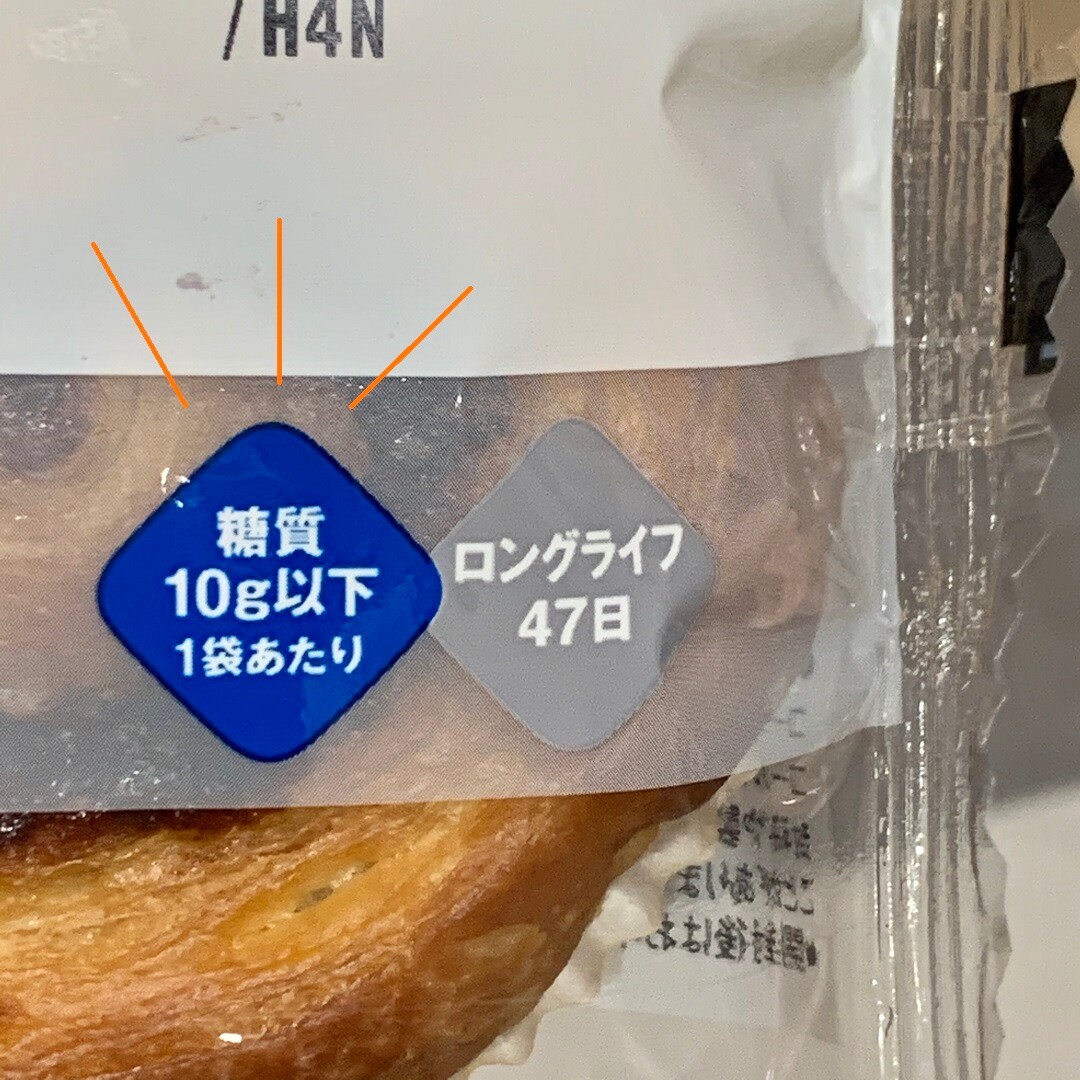 /H4N
糖質
10g以下
1袋あたり
ロングライフ
47日